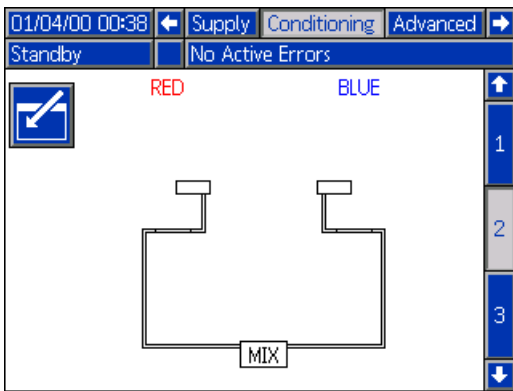 01/04/00 00:38 Supply Conditioning Advanced
Standby No Active Errors
RED BLUE
1
2
3
MIX